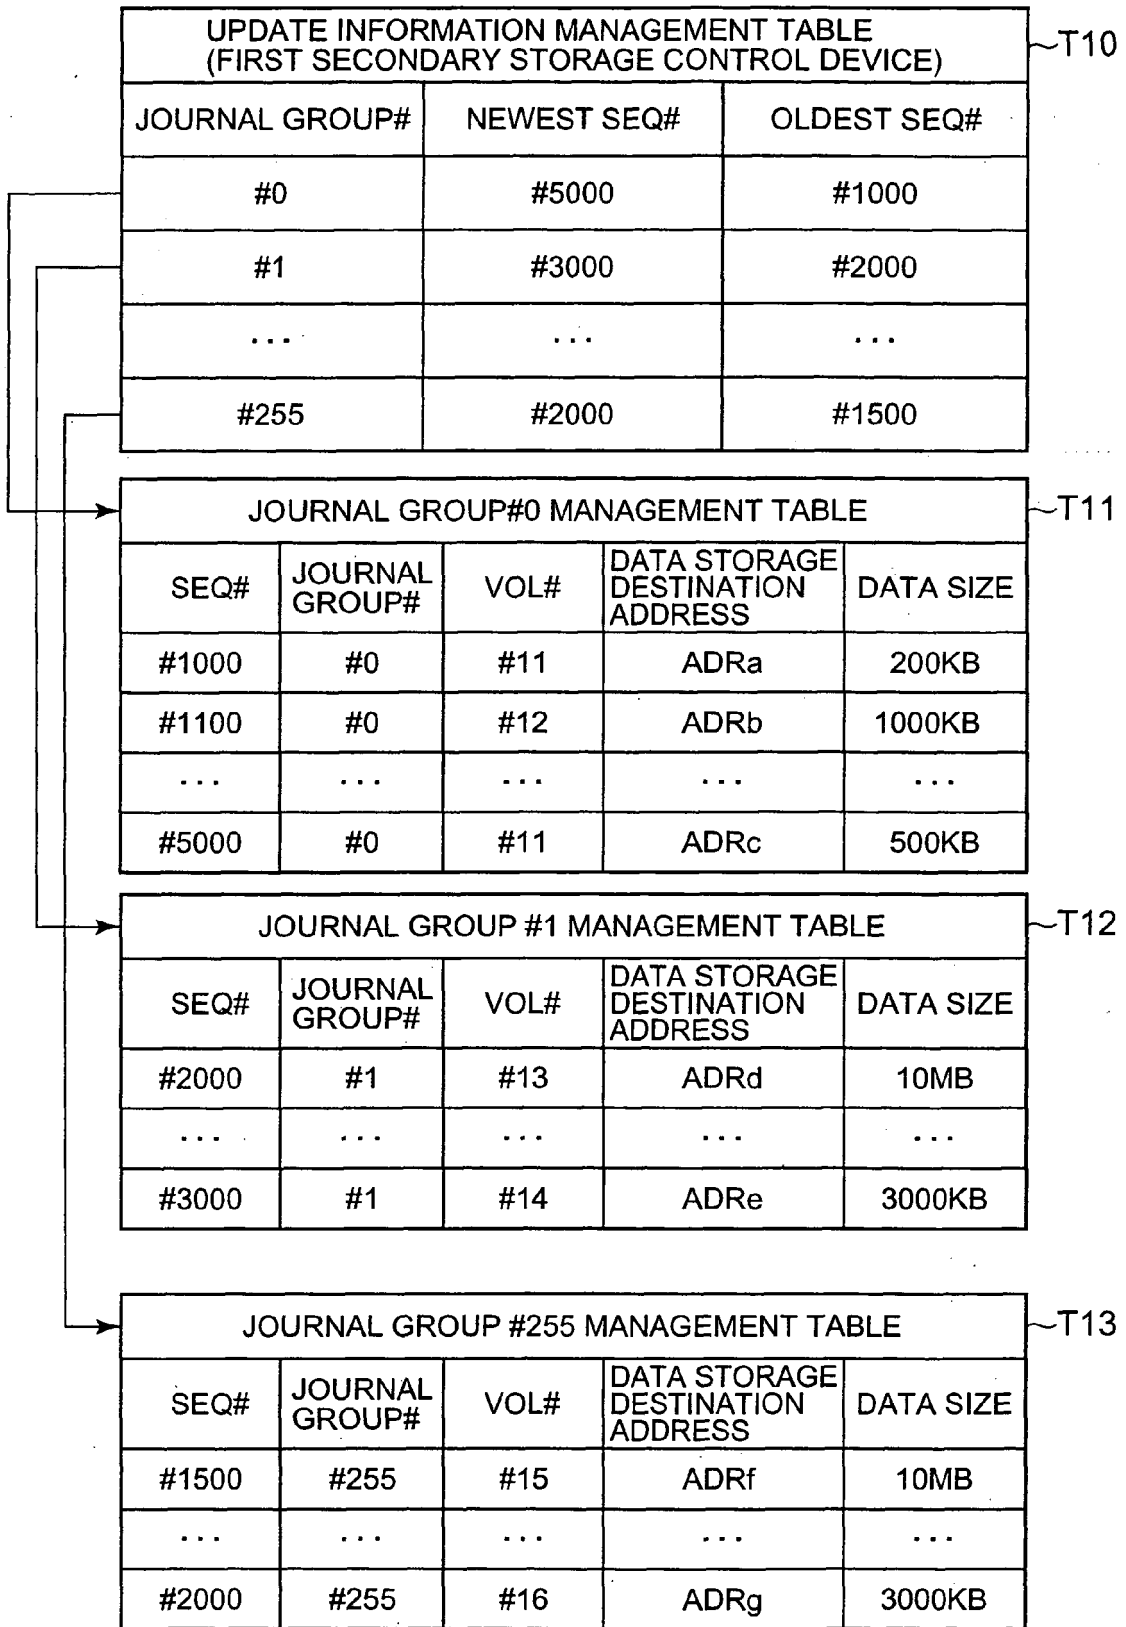 UPDATE INFORMATION MANAGEMENT TABLE
(FIRST SECONDARY STORAGE CONTROL DEVICE)
~T10
JOURNAL GROUP# NEWEST SEQ# OLDEST SEQ#
#0 #5000 #1000
#1 #3000 #2000
... ... ...
#255 #2000 #1500
JOURNAL GROUP#0 MANAGEMENT TABLE
~T11
SEQ# JOURNAL GROUP# VOL# DATA STORAGE DESTINATION ADDRESS DATA SIZE
#1000 #0 #11 ADRa 200KB
#1100 #0 #12 ADRb 1000KB
... ... ... ... ...
#5000 #0 #11 ADRc 500KB
JOURNAL GROUP #1 MANAGEMENT TABLE
~T12
SEQ# JOURNAL GROUP# VOL# DATA STORAGE DESTINATION ADDRESS DATA SIZE
#2000 #1 #13 ADRd 10MB
... ... ... ... ...
#3000 #1 #14 ADRe 3000KB
JOURNAL GROUP #255 MANAGEMENT TABLE
~T13
SEQ# JOURNAL GROUP# VOL# DATA STORAGE DESTINATION ADDRESS DATA SIZE
#1500 #255 #15 ADRf 10MB
... ... ... ... ...
#2000 #255 #16 ADRg 3000KB